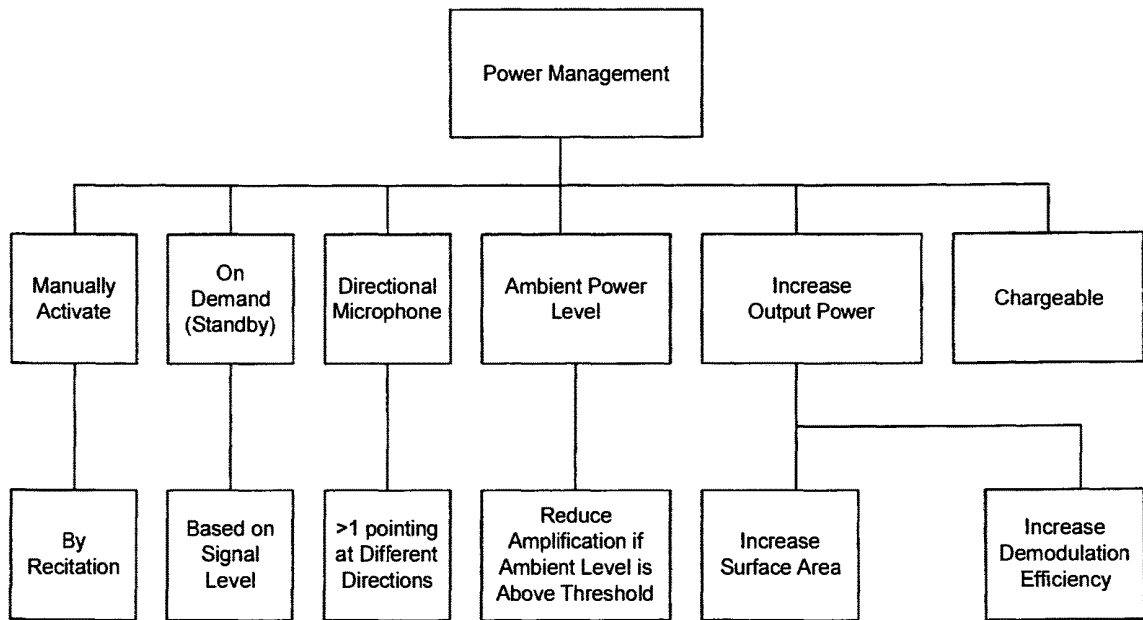 Power Management
Manually
Activate
On
Demand
(Standby)
Directional
Microphone
Ambient Power
Level
Increase
Output Power
Chargeable
By
Recitation
Based on
Signal
Level
>1 pointing
at Different
Directions
Reduce
Amplification if
Ambient Level is
Above Threshold
Increase
Surface Area
Increase
Demodulation
Efficiency